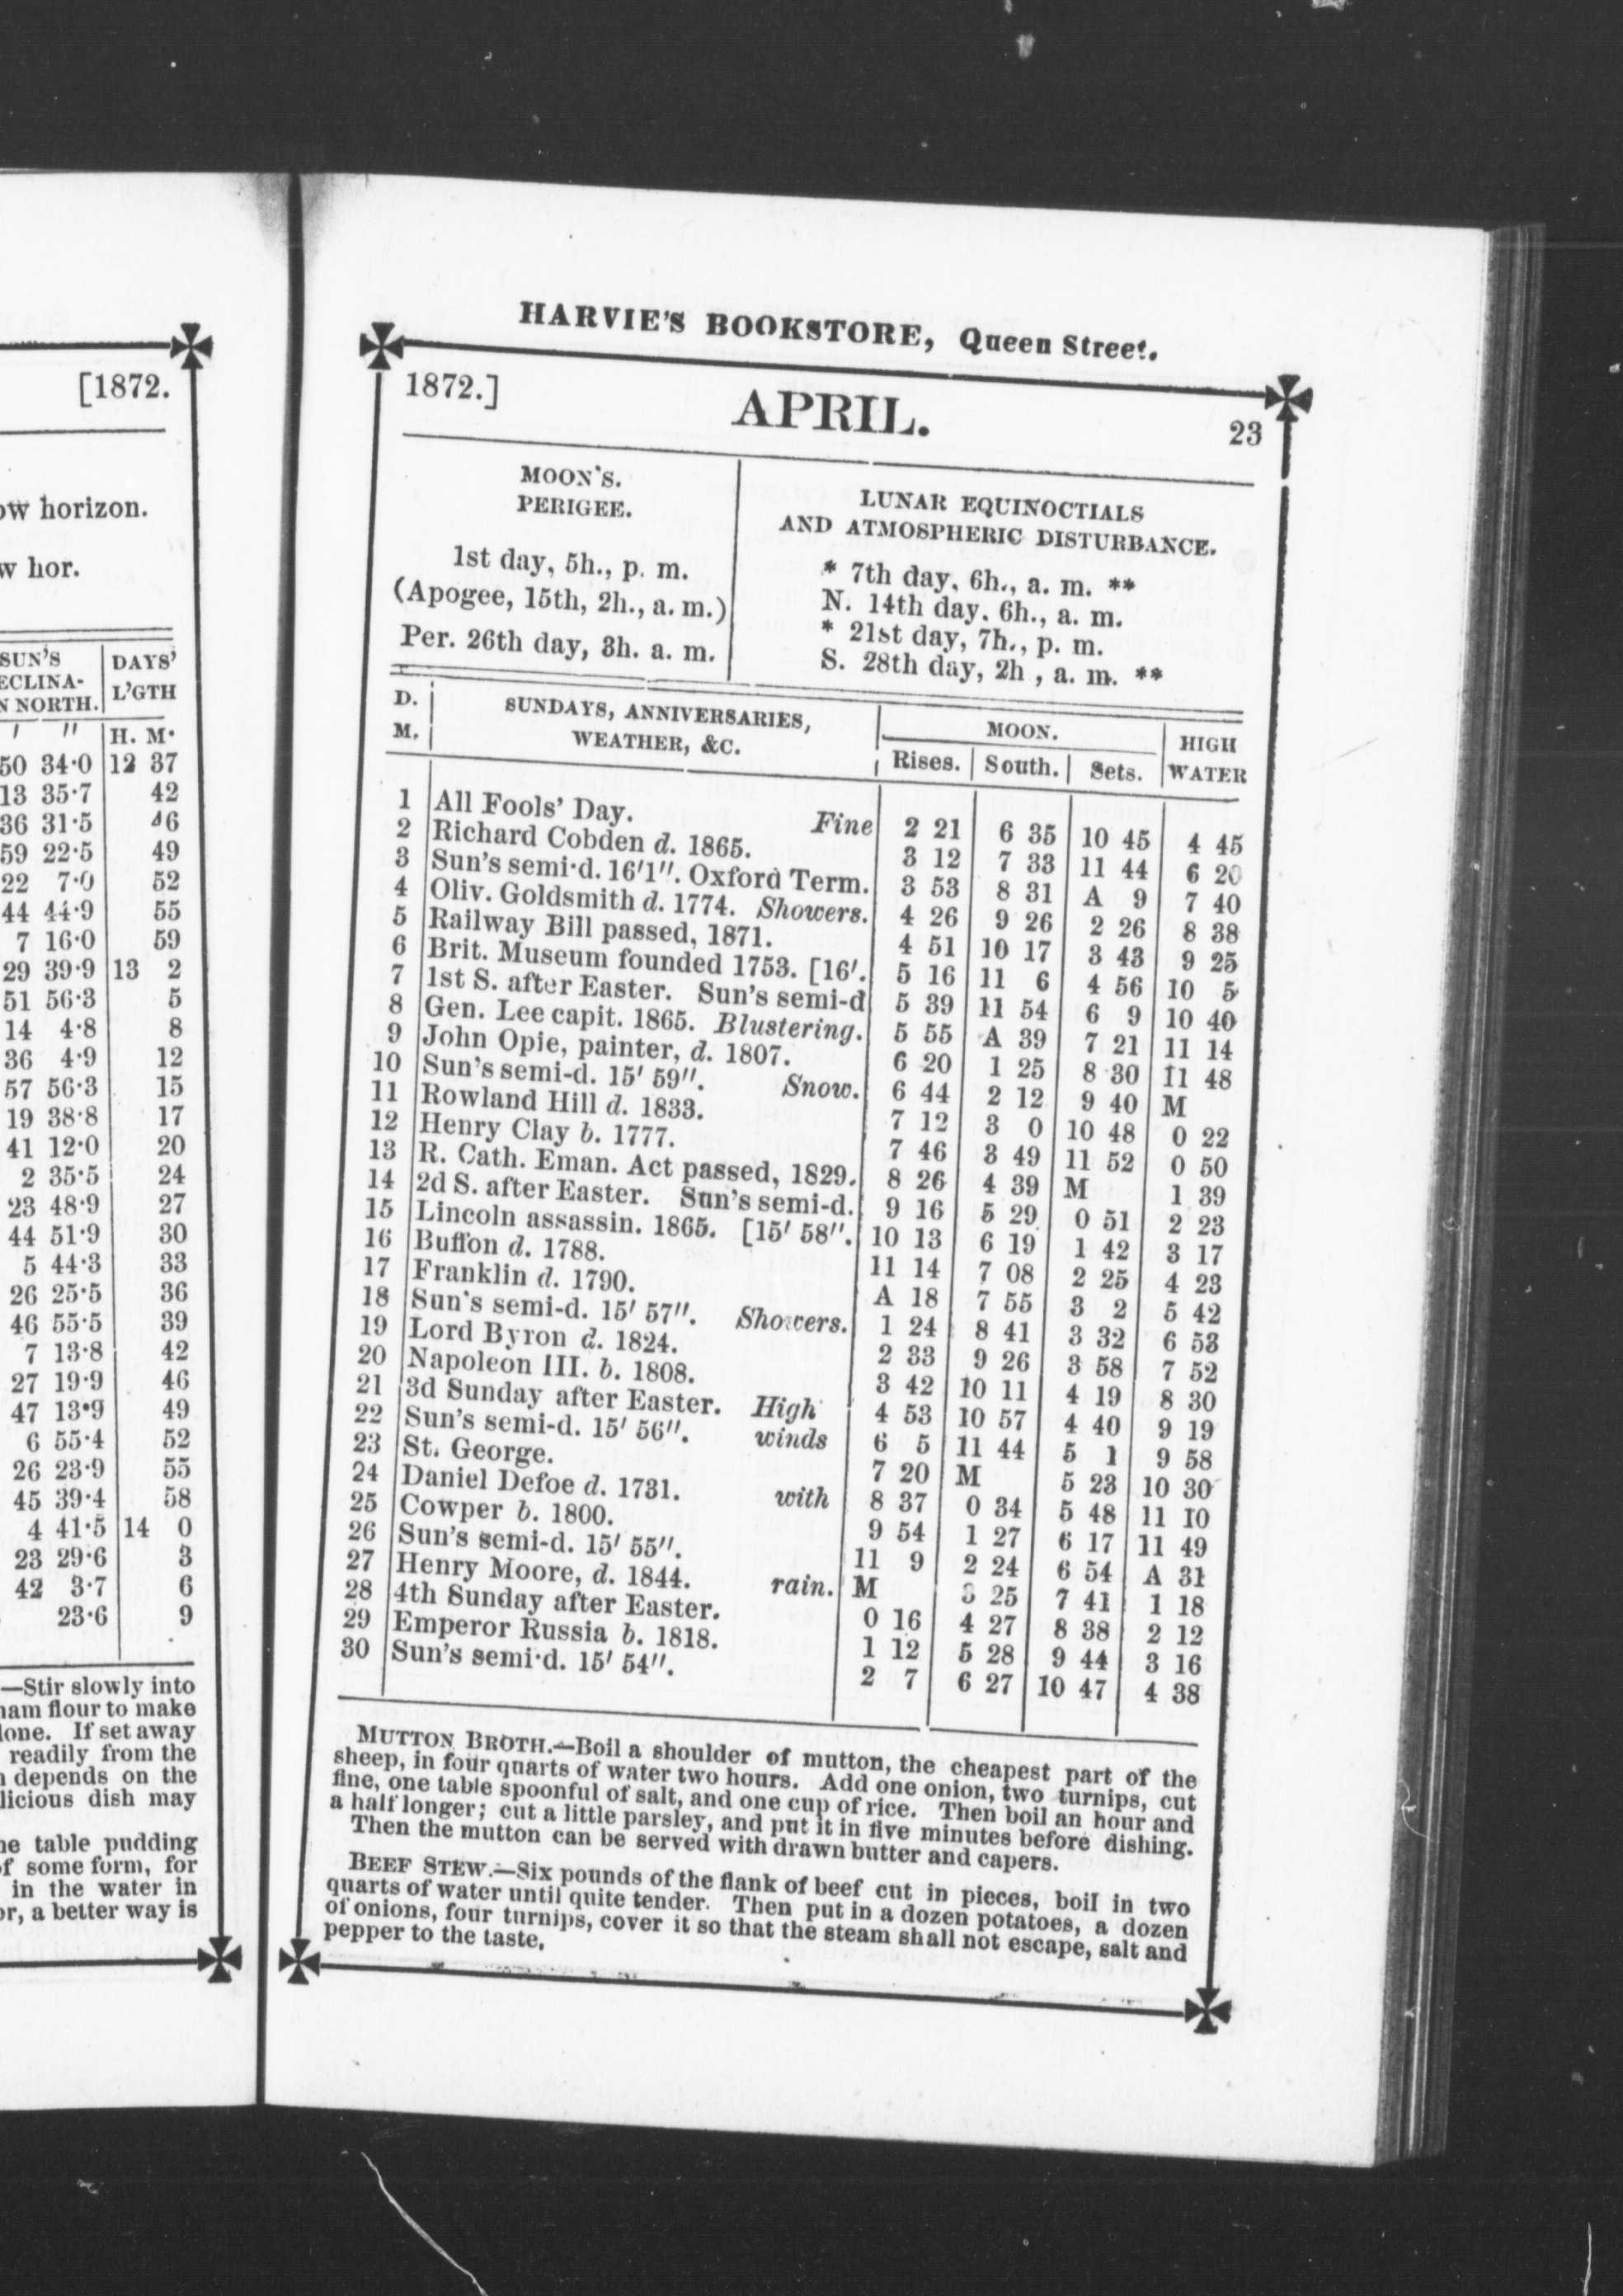 [1872.
ow horizon.
w hor.
SUN'S DAYS'
ECLINA- L'GTH
N NORTH.
' " H. M.
50 34·0 12 37
13 35·7 42
36 31·5 46
59 22·5 49
22 7·0 52
44 44·9 55
7 16·0 59
29 39·9 13 2
51 56·3 5
14 4·8 8
36 4·9 12
57 56·3 15
19 38·8 17
41 12·0 20
2 35·5 24
23 48·9 27
44 51·9 30
5 44·3 33
26 25·5 36
46 55·5 39
7 13·8 42
27 19·9 46
47 13·9 49
6 55·4 52
26 23·9 55
45 39·4 58
4 41·5 14 0
23 29·6 3
42 3·7 6
23·6 9
—Stir slowly into
am flour to make
lone. If set away
readily from the
depends on the
licious dish may
ne table pudding
of some form, for
in the water in
or, a better way is
HARVIE'S BOOKSTORE, Queen Street.
1872.] APRIL. 23
MOON'S.
PERIGEE.
1st day, 5h., p. m.
(Apogee, 15th, 2h., a. m.)
Per. 26th day, 3h. a. m.
LUNAR EQUINOCTIALS
AND ATMOSPHERIC DISTURBANCE.
* 7th day, 6h., a. m. **
N. 14th day. 6h., a. m.
* 21st day, 7h., p. m.
S. 28th day, 2h , a. m. **
D. SUNDAYS, ANNIVERSARIES, MOON. HIGH
M. WEATHER, &C. Rises. South. Sets. WATER
1 All Fools' Day. Fine 2 21 6 35 10 45 4 45
2 Richard Cobden d. 1865. 3 12 7 33 11 44 6 20
3 Sun's semi-d. 16'1". Oxford Term. 3 53 8 31 A 9 7 40
4 Oliv. Goldsmith d. 1774. Showers. 4 26 9 26 2 26 8 38
5 Railway Bill passed, 1871. 4 51 10 17 3 43 9 25
6 Brit. Museum founded 1753. [16'. 5 16 11 6 4 56 10 5
7 1st S. after Easter. Sun's semi-d 5 39 11 54 6 9 10 40
8 Gen. Lee capit. 1865. Blustering. 5 55 A 39 7 21 11 14
9 John Opie, painter, d. 1807. 6 20 1 25 8 30 11 48
10 Sun's semi-d. 15' 59". Snow. 6 44 2 12 9 40 M
11 Rowland Hill d. 1833. 7 12 3 0 10 48 0 22
12 Henry Clay b. 1777. 7 46 3 49 11 52 0 50
13 R. Cath. Eman. Act passed, 1829. 8 26 4 39 M 1 39
14 2d S. after Easter. Sun's semi-d. 9 16 5 29 0 51 2 23
15 Lincoln assassin. 1865. [15' 58". 10 13 6 19 1 42 3 17
16 Buffon d. 1788. 11 14 7 08 2 25 4 23
17 Franklin d. 1790. A 18 7 55 3 2 5 42
18 Sun's semi-d. 15' 57". Showers. 1 24 8 41 3 32 6 53
19 Lord Byron d. 1824. 2 33 9 26 3 58 7 52
20 Napoleon III. b. 1808. 3 42 10 11 4 19 8 30
21 3d Sunday after Easter. High 4 53 10 57 4 40 9 19
22 Sun's semi-d. 15' 56". winds 6 5 11 44 5 1 9 58
23 St. George. 7 20 M 5 23 10 30
24 Daniel Defoe d. 1731. with 8 37 0 34 5 48 11 10
25 Cowper b. 1800. 9 54 1 27 6 17 11 49
26 Sun's semi-d. 15' 55". 11 9 2 24 6 54 A 31
27 Henry Moore, d. 1844. rain. M 3 25 7 41 1 18
28 4th Sunday after Easter. 0 16 4 27 8 38 2 12
29 Emperor Russia b. 1818. 1 12 5 28 9 44 3 16
30 Sun's semi-d. 15' 54". 2 7 6 27 10 47 4 38
MUTTON BROTH.—Boil a shoulder of mutton, the cheapest part of the
sheep, in four quarts of water two hours. Add one onion, two turnips, cut
fine, one table spoonful of salt, and one cup of rice. Then boil an hour and
a half longer; cut a little parsley, and put it in five minutes before dishing.
Then the mutton can be served with drawn butter and capers.
BEEF STEW.—Six pounds of the flank of beef cut in pieces, boil in two
quarts of water until quite tender. Then put in a dozen potatoes, a dozen
of onions, four turnips, cover it so that the steam shall not escape, salt and
pepper to the taste.